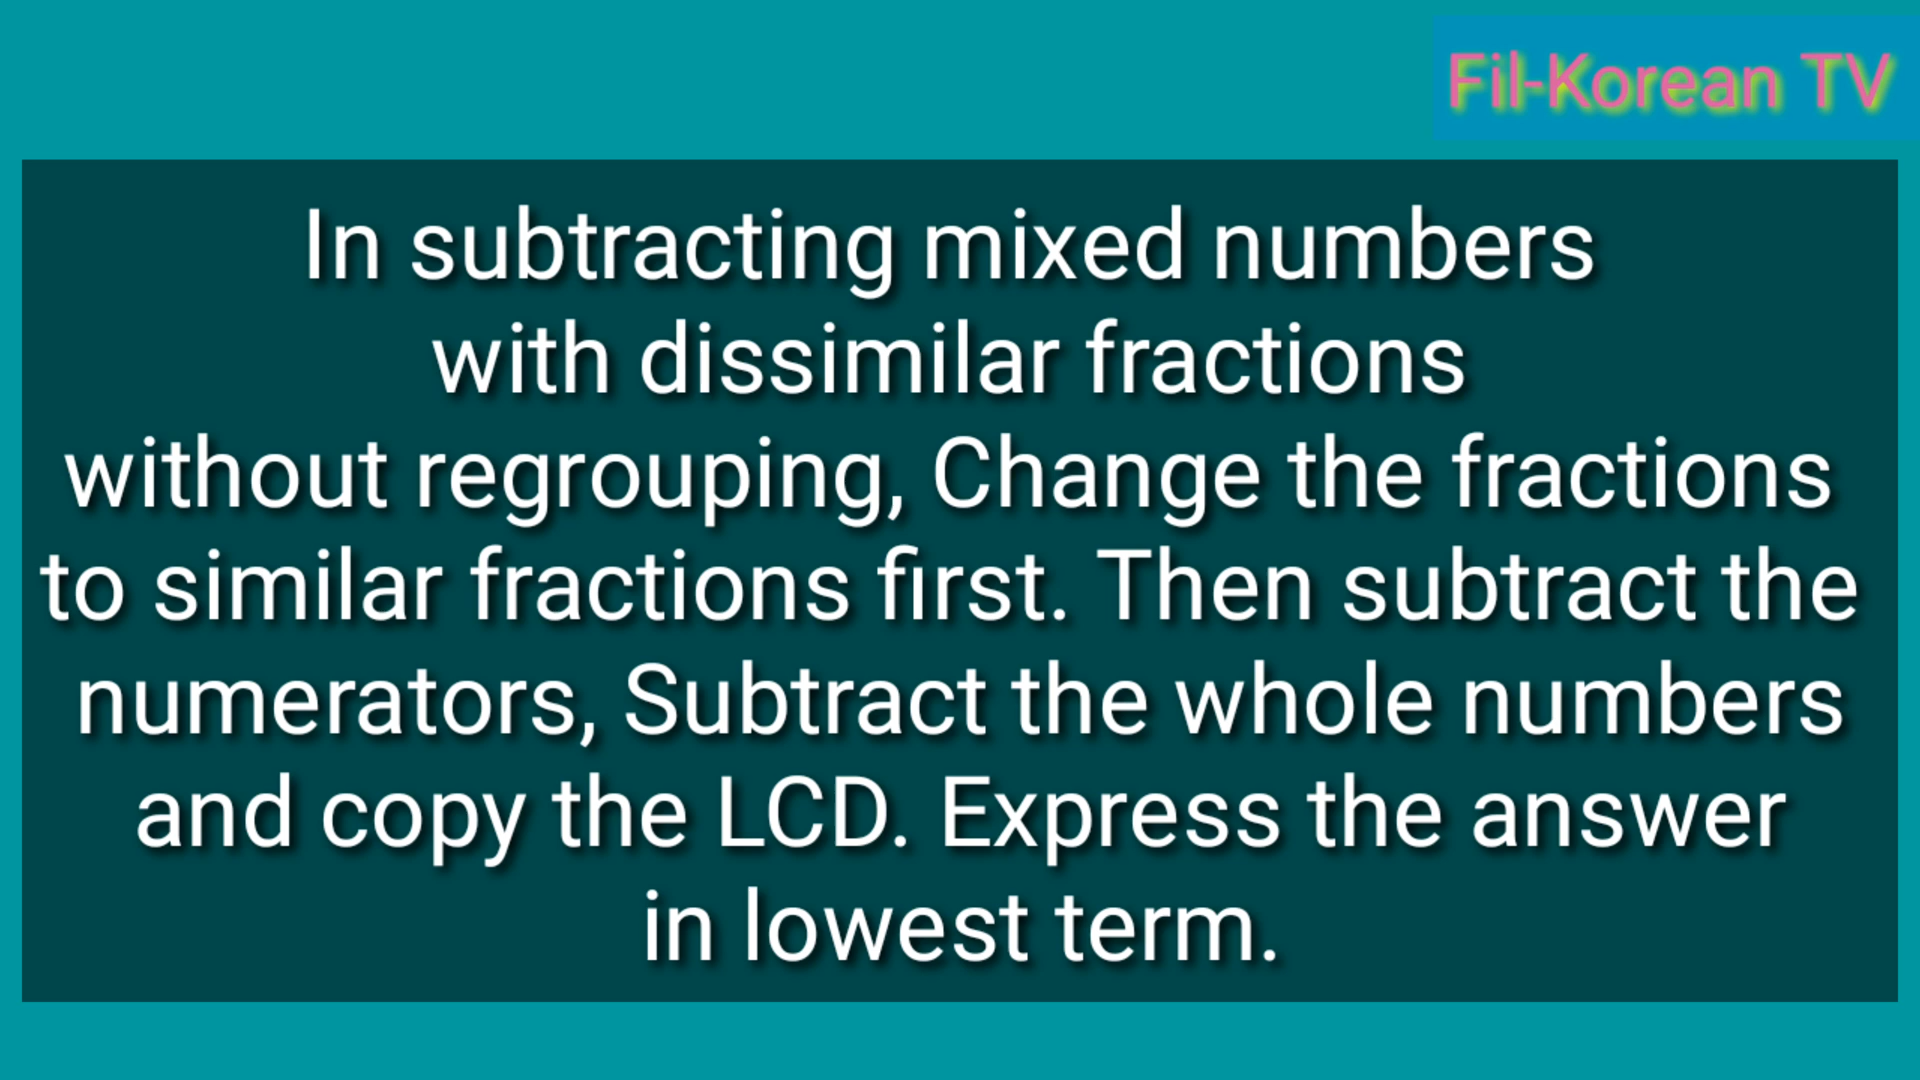 Fil-Korean TV
In subtracting mixed numbers
with dissimilar fractions
without regrouping, Change the fractions
to similar fractions first. Then subtract the
numerators, Subtract the whole numbers
and copy the LCD. Express the answer
in lowest term.